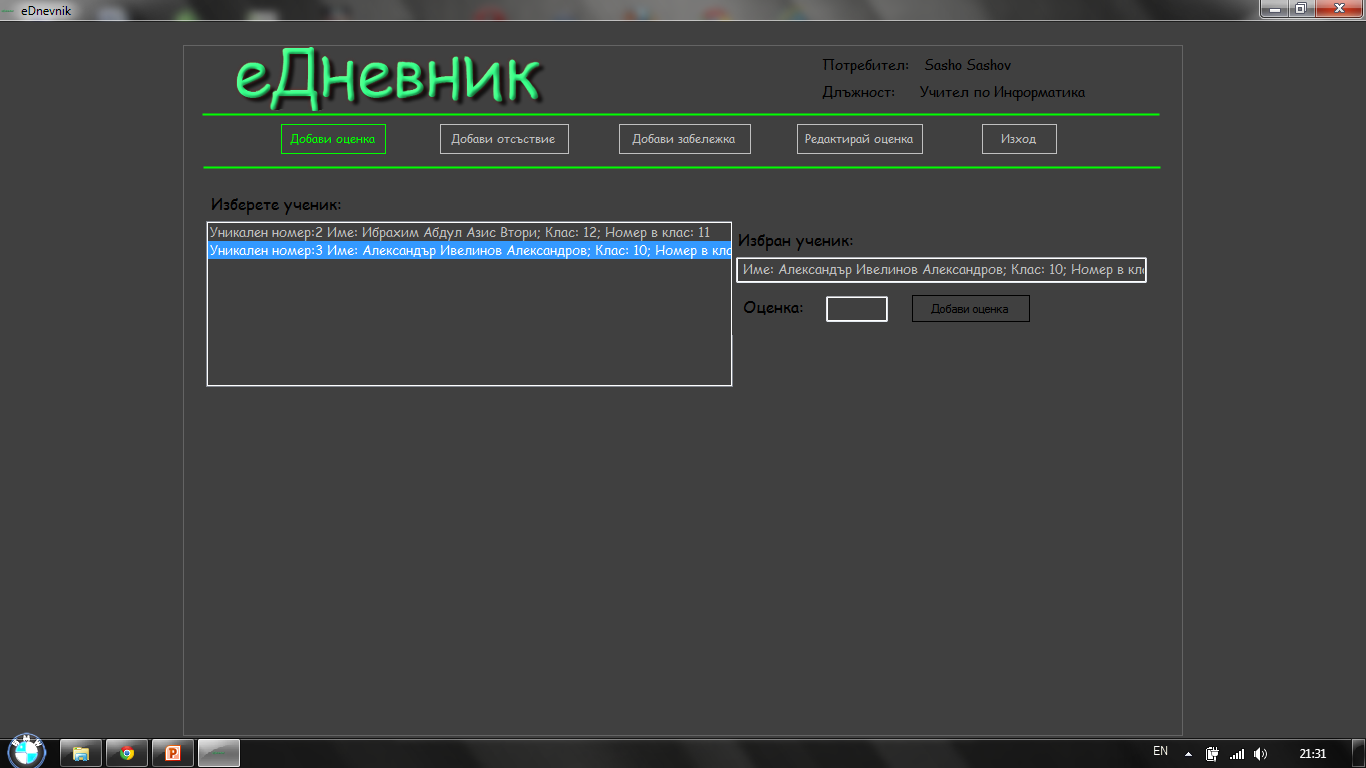 eDnevnik
еДневник
Потребител: Sasho Sashov
Длъжност: Учител по Информатика
Добави оценка
Добави отсъствие
Добави забележка
Редактирай оценка
Изход
Изберете ученик:
Уникален номер:2 Име: Ибрахим Абдул Азис Втори; Клас: 12; Номер в клас: 11
Уникален номер:3 Име: Александър Ивелинов Александров; Клас: 10; Номер в кла
Избран ученик:
Име: Александър Ивелинов Александров; Клас: 10; Номер в кл
Оценка:
Добави оценка
BMW
EN
21:31